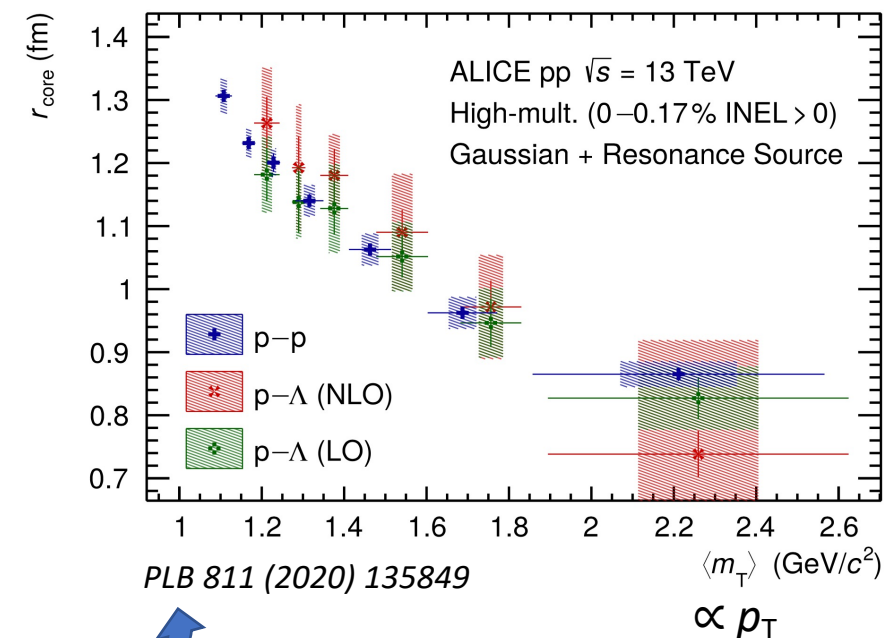 r_core (fm)
1.4
1.3
1.2
1.1
1
0.9
0.8
0.7
ALICE pp √s = 13 TeV
High-mult. (0−0.17% INEL > 0)
Gaussian + Resonance Source
p−p
p−Λ (NLO)
p−Λ (LO)
1 1.2 1.4 1.6 1.8 2 2.2 2.4 2.6
⟨m_T⟩ (GeV/c²)
PLB 811 (2020) 135849
∝ p_T